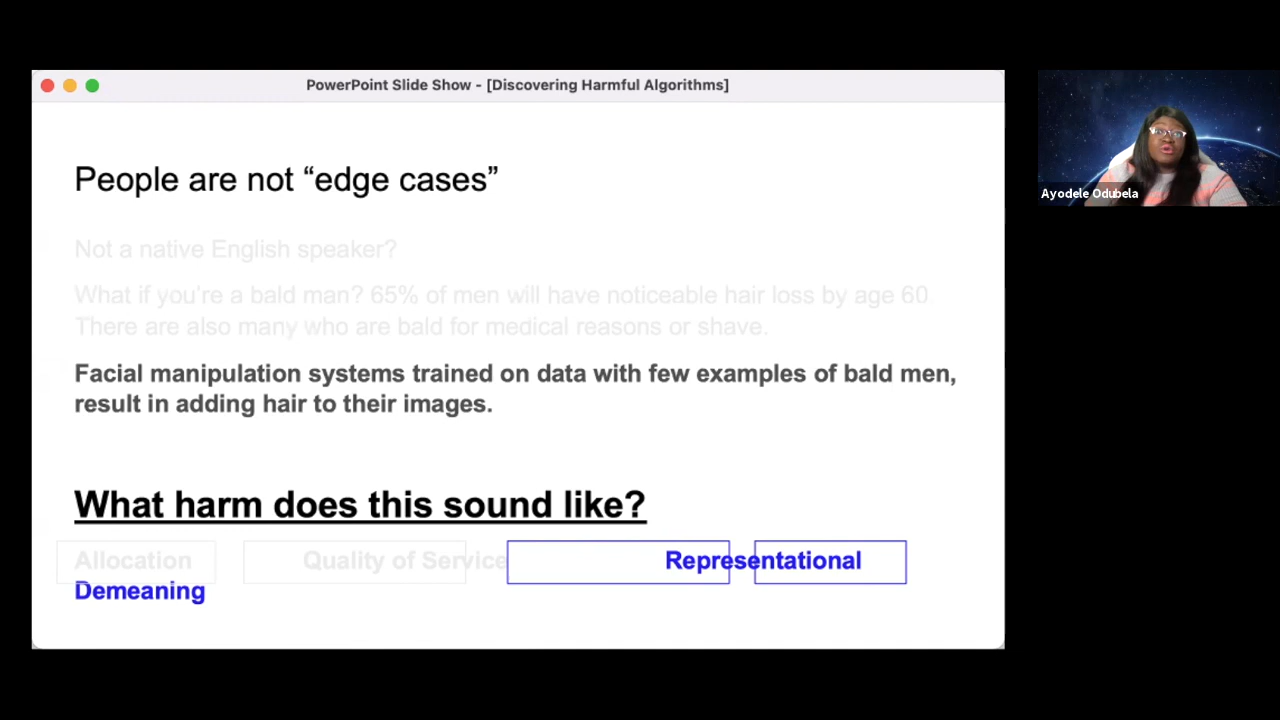 PowerPoint Slide Show - [Discovering Harmful Algorithms]
People are not “edge cases”
Not a native English speaker?
What if you're a bald man? 65% of men will have noticeable hair loss by age 60.
There are also many who are bald for medical reasons or shave.
Facial manipulation systems trained on data with few examples of bald men,
result in adding hair to their images.
What harm does this sound like?
Allocation Quality of Service Representational
Demeaning
Ayodele Odubela